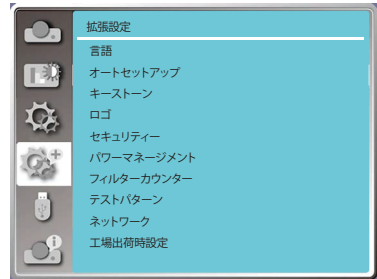 拡張設定
言語
オートセットアップ
キーストーン
ロゴ
セキュリティー
パワーマネージメント
フィルターカウンター
テストパターン
ネットワーク
工場出荷時設定